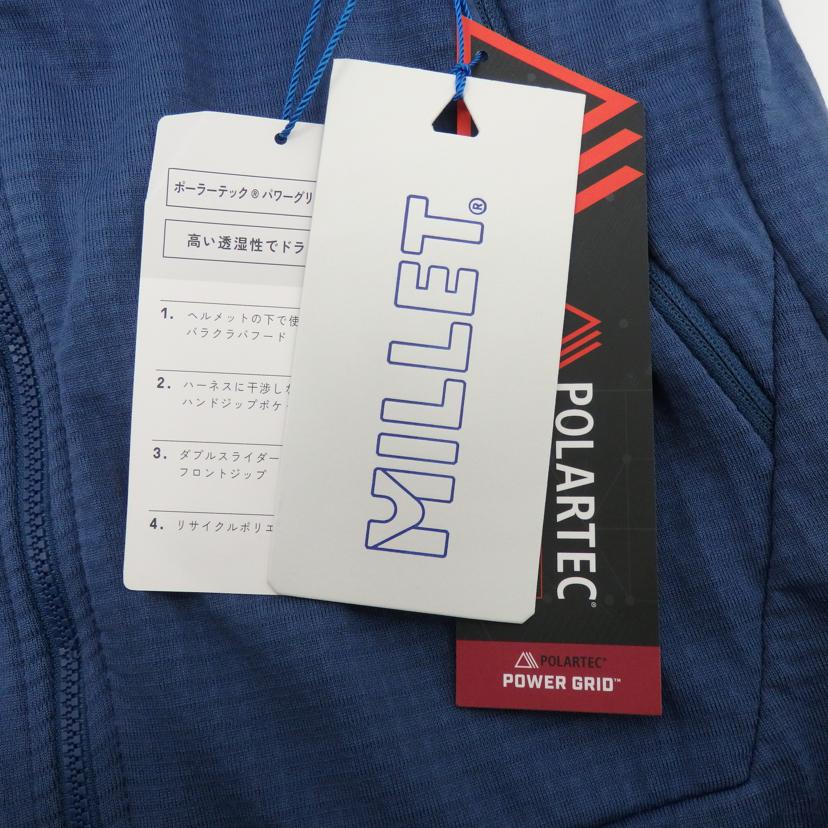 ポーラーテック®パワーグリ
高い透湿性でドラ
1. ヘルメットの下で使
バラクラバフード
2. ハーネスに干渉しな
ハンドジップポケ
3. ダブルスライダー
フロントジップ
4. リサイクルポリエ
MILLET®
POLARTEC®
POLARTEC®
POWER GRID™